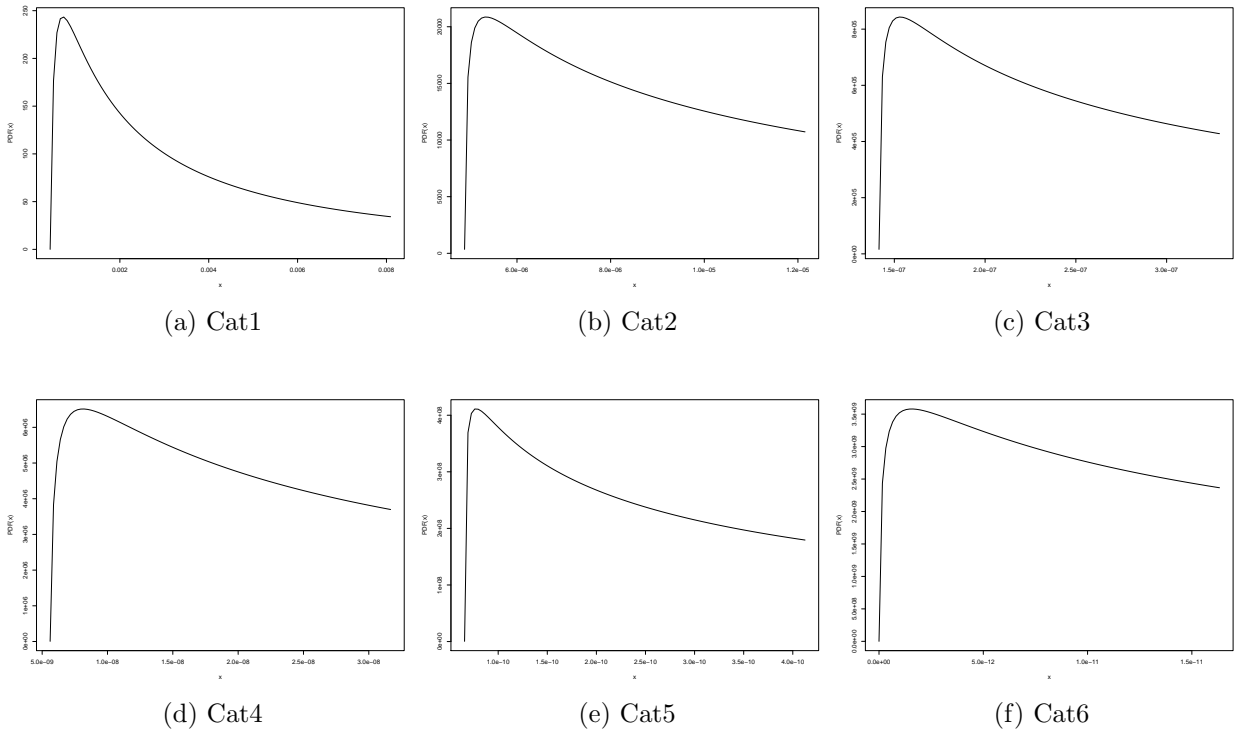 PDF(x)
0 50 100 150 200 250
0.002 0.004 0.006 0.008
x
(a) Cat1
PDF(x)
0 5000 10000 15000 20000
6.0e−06 8.0e−06 1.0e−05 1.2e−05
x
(b) Cat2
PDF(x)
0e+00 2e+05 4e+05 6e+05 8e+05
1.5e−07 2.0e−07 2.5e−07 3.0e−07
x
(c) Cat3
PDF(x)
0e+00 1e+06 2e+06 3e+06 4e+06 5e+06 6e+06
5.0e−09 1.0e−08 1.5e−08 2.0e−08 2.5e−08 3.0e−08
x
(d) Cat4
PDF(x)
0e+00 1e+08 2e+08 3e+08 4e+08
1.0e−10 1.5e−10 2.0e−10 2.5e−10 3.0e−10 3.5e−10 4.0e−10
x
(e) Cat5
PDF(x)
0.0e+00 5.0e+08 1.0e+09 1.5e+09 2.0e+09 2.5e+09 3.0e+09 3.5e+09
0.0e+00 5.0e−12 1.0e−11 1.5e−11
x
(f) Cat6